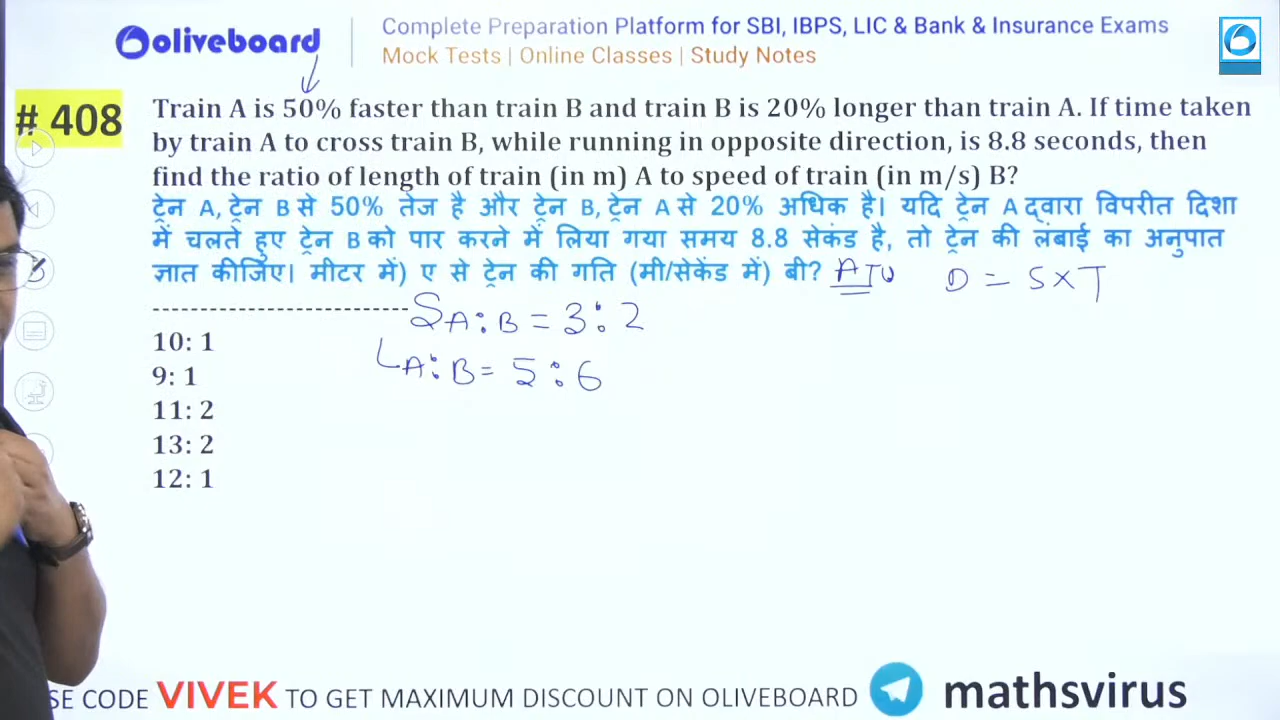 oliveboard
Complete Preparation Platform for SBI, IBPS, LIC & Bank & Insurance Exams
Mock Tests | Online Classes | Study Notes
# 408
Train A is 50% faster than train B and train B is 20% longer than train A. If time taken
by train A to cross train B, while running in opposite direction, is 8.8 seconds, then
find the ratio of length of train (in m) A to speed of train (in m/s) B?
ट्रेन A, ट्रेन B से 50% तेज है और ट्रेन B, ट्रेन A से 20% अधिक है। यदि ट्रेन A द्वारा विपरीत दिशा
में चलते हुए ट्रेन B को पार करने में लिया गया समय 8.8 सेकंड है, तो ट्रेन की लंबाई का अनुपात
ज्ञात कीजिए। मीटर में) ए से ट्रेन की गति (मी/सेकेंड में) बी?
D = S×T
SA:B = 3:2
LA:B = 5:6
10: 1
9: 1
11: 2
13: 2
12: 1
SE CODE VIVEK TO GET MAXIMUM DISCOUNT ON OLIVEBOARD
mathsvirus